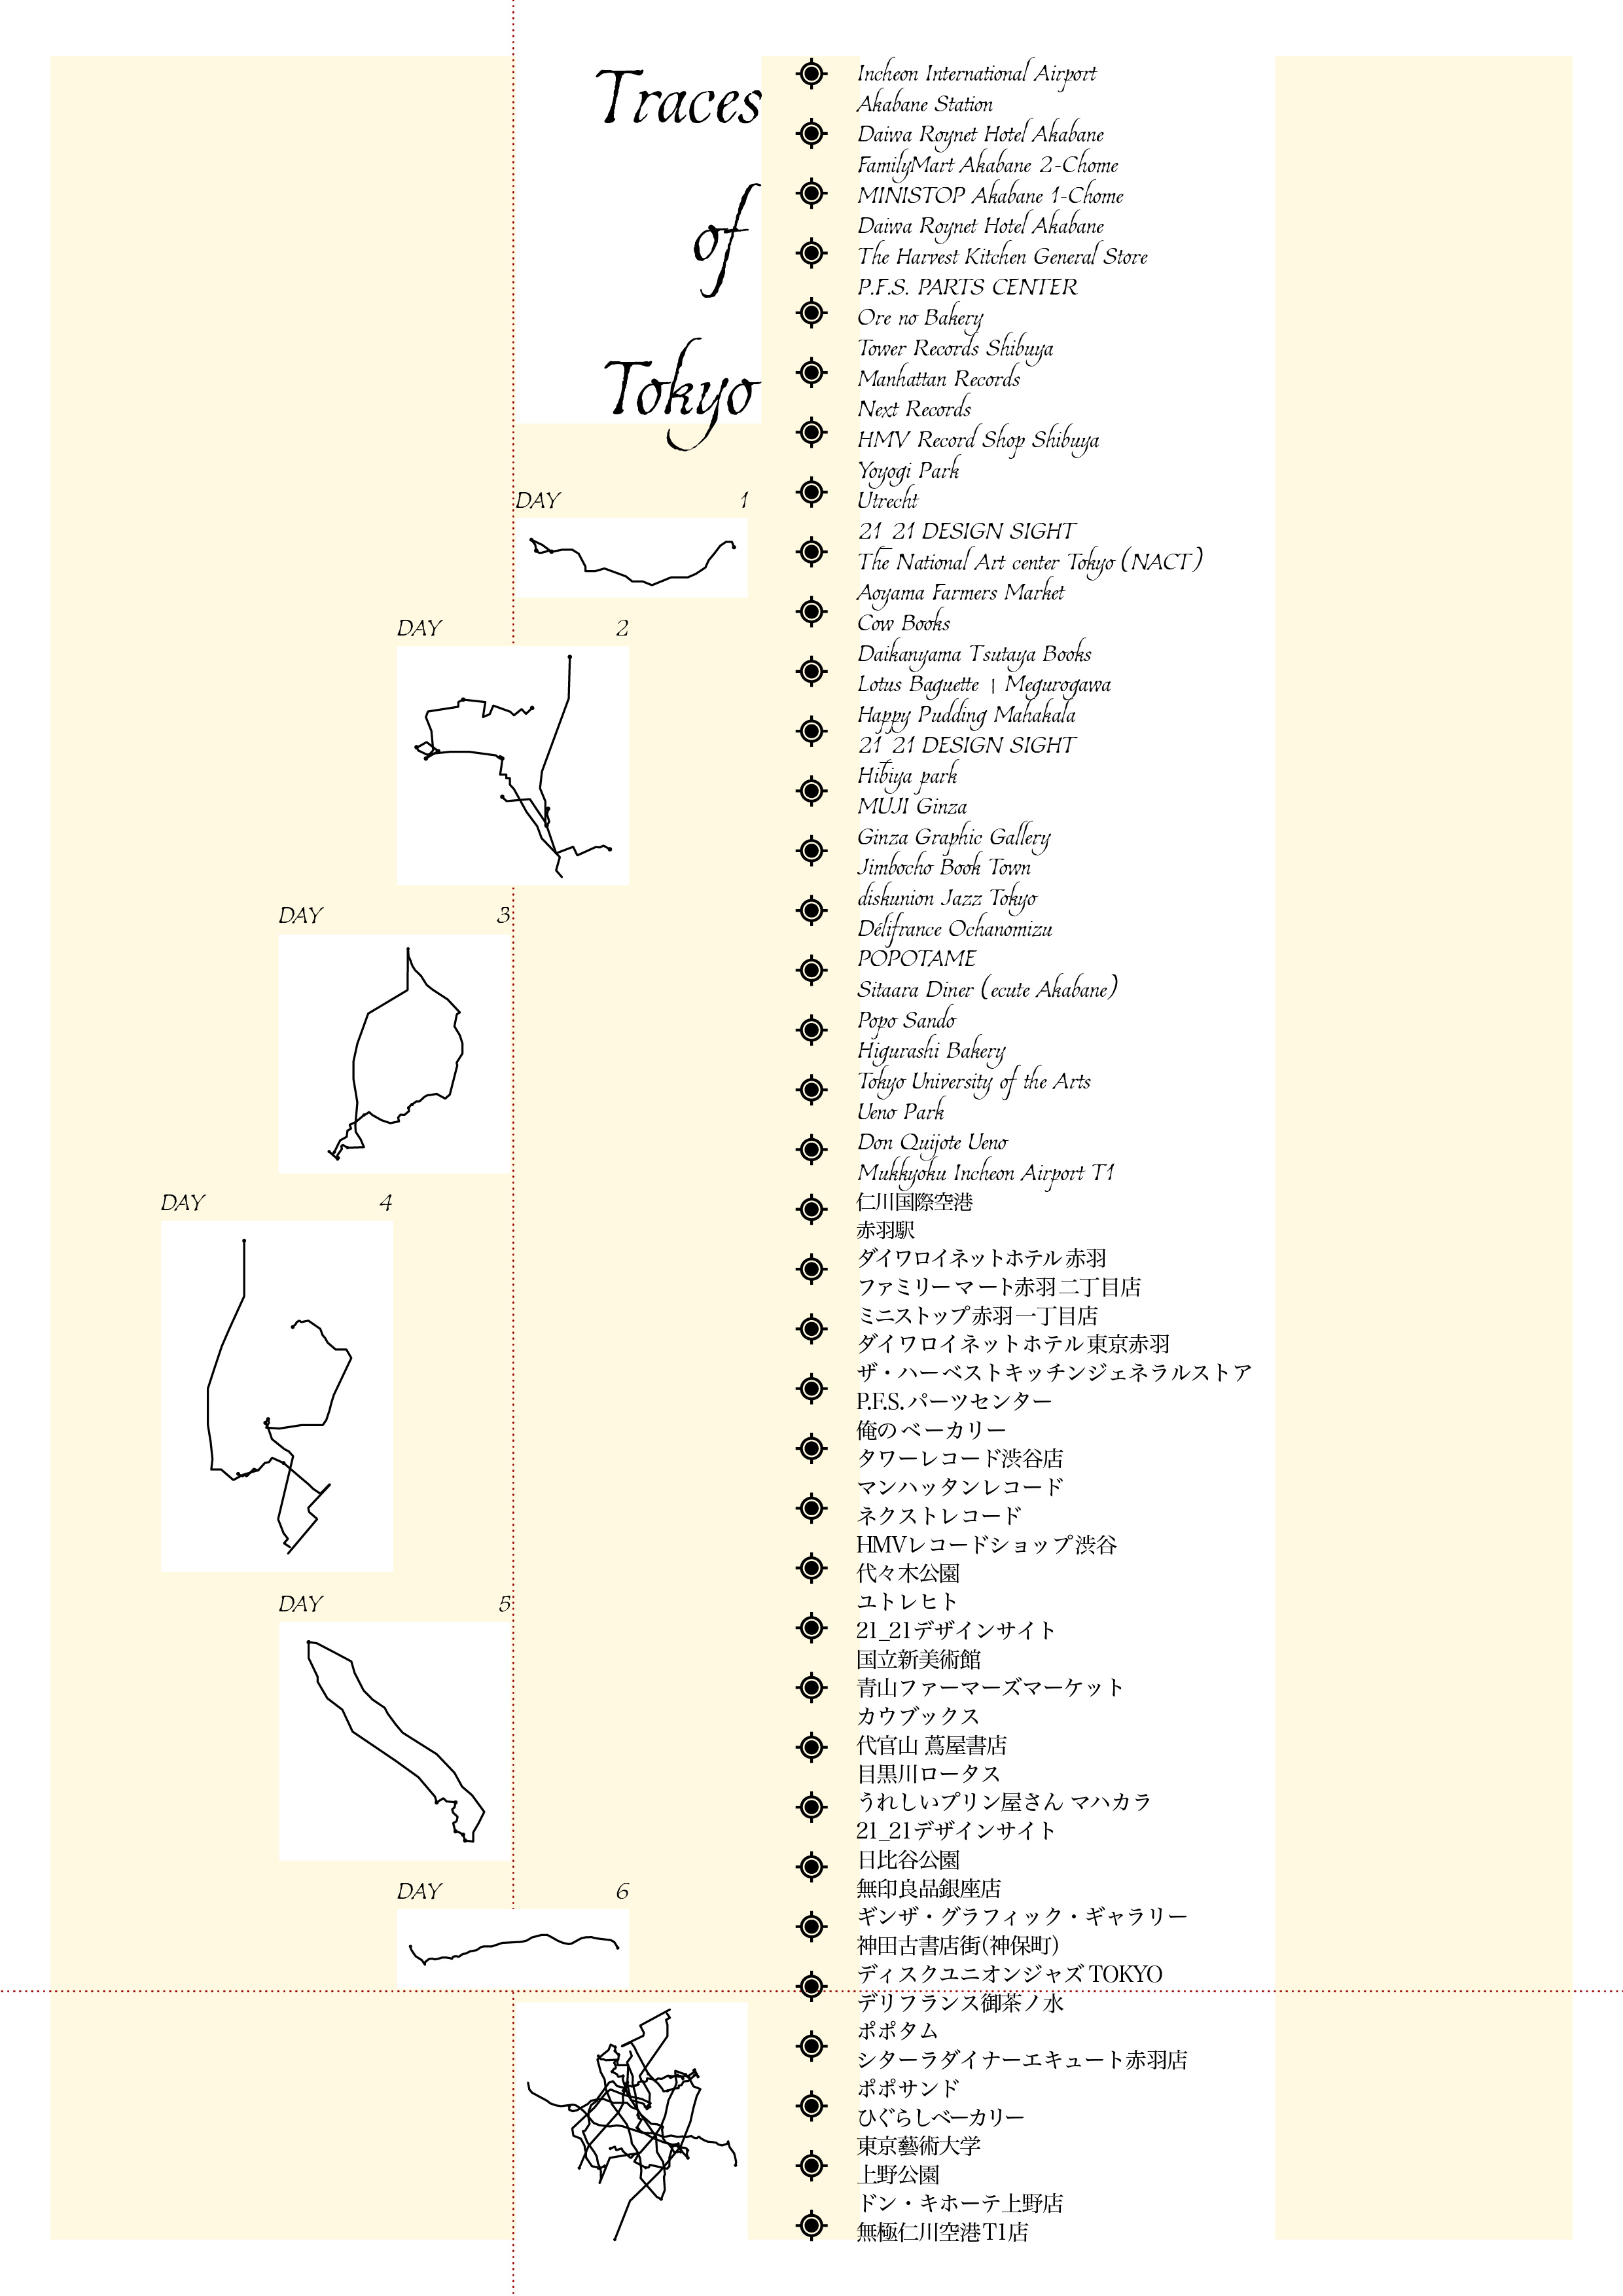 Traces
of
Tokyo
DAY 1
DAY 2
DAY 3
DAY 4
DAY 5
DAY 6
Incheon International Airport
Akabane Station
Daiwa Roynet Hotel Akabane
FamilyMart Akabane 2-Chome
MINISTOP Akabane 1-Chome
Daiwa Roynet Hotel Akabane
The Harvest Kitchen General Store
P.F.S. PARTS CENTER
Ore no Bakery
Tower Records Shibuya
Manhattan Records
Next Records
HMV Record Shop Shibuya
Yoyogi Park
Utrecht
21_21 DESIGN SIGHT
The National Art center Tokyo (NACT)
Aoyama Farmers Market
Cow Books
Daikanyama Tsutaya Books
Lotus Baguette | Megurogawa
Happy Pudding Mahakala
21_21 DESIGN SIGHT
Hibiya park
MUJI Ginza
Ginza Graphic Gallery
Jimbocho Book Town
diskunion Jazz Tokyo
Délifrance Ochanomizu
POPOTAME
Sitaara Diner (ecute Akabane)
Popo Sando
Higurashi Bakery
Tokyo University of the Arts
Ueno Park
Don Quijote Ueno
Mukkyoku Incheon Airport T1
仁川国際空港
赤羽駅
ダイワロイネットホテル赤羽
ファミリーマート赤羽二丁目店
ミニストップ赤羽一丁目店
ダイワロイネットホテル東京赤羽
ザ・ハーベストキッチンジェネラルストア
P.F.S.パーツセンター
俺のベーカリー
タワーレコード渋谷店
マンハッタンレコード
ネクストレコード
HMVレコードショップ渋谷
代々木公園
ユトレヒト
21_21デザインサイト
国立新美術館
青山ファーマーズマーケット
カウブックス
代官山 蔦屋書店
目黒川ロータス
うれしいプリン屋さん マハカラ
21_21デザインサイト
日比谷公園
無印良品銀座店
ギンザ・グラフィック・ギャラリー
神田古書店街(神保町)
ディスクユニオンジャズ TOKYO
デリフランス御茶ノ水
ポポタム
シターラダイナーエキュート赤羽店
ポポサンド
ひぐらしベーカリー
東京藝術大学
上野公園
ドン・キホーテ上野店
無極仁川空港T1店